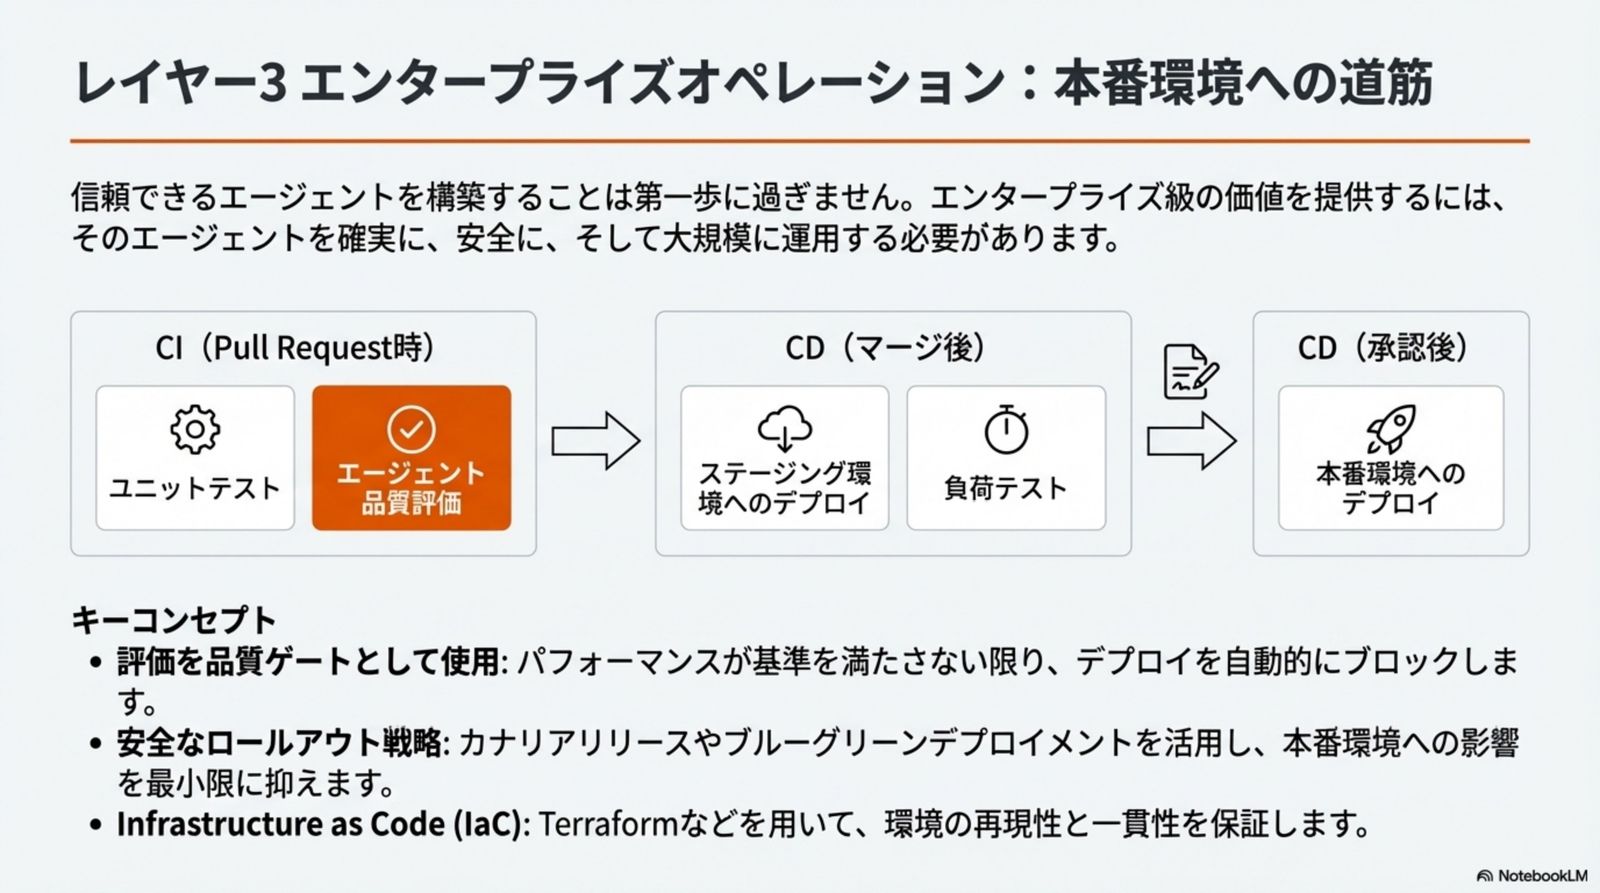 レイヤー3 エンタープライズオペレーション：本番環境への道筋
信頼できるエージェントを構築することは第一歩に過ぎません。エンタープライズ級の価値を提供するには、
そのエージェントを確実に、安全に、そして大規模に運用する必要があります。
CI（Pull Request時）
ユニットテスト
エージェント
品質評価
CD（マージ後）
ステージング環
境へのデプロイ
負荷テスト
CD（承認後）
本番環境への
デプロイ
キーコンセプト
• 評価を品質ゲートとして使用: パフォーマンスが基準を満たさない限り、デプロイを自動的にブロックしま
す。
• 安全なロールアウト戦略: カナリアリリースやブルーグリーンデプロイメントを活用し、本番環境への影響
を最小限に抑えます。
• Infrastructure as Code (IaC): Terraformなどを用いて、環境の再現性と一貫性を保証します。
NotebookLM